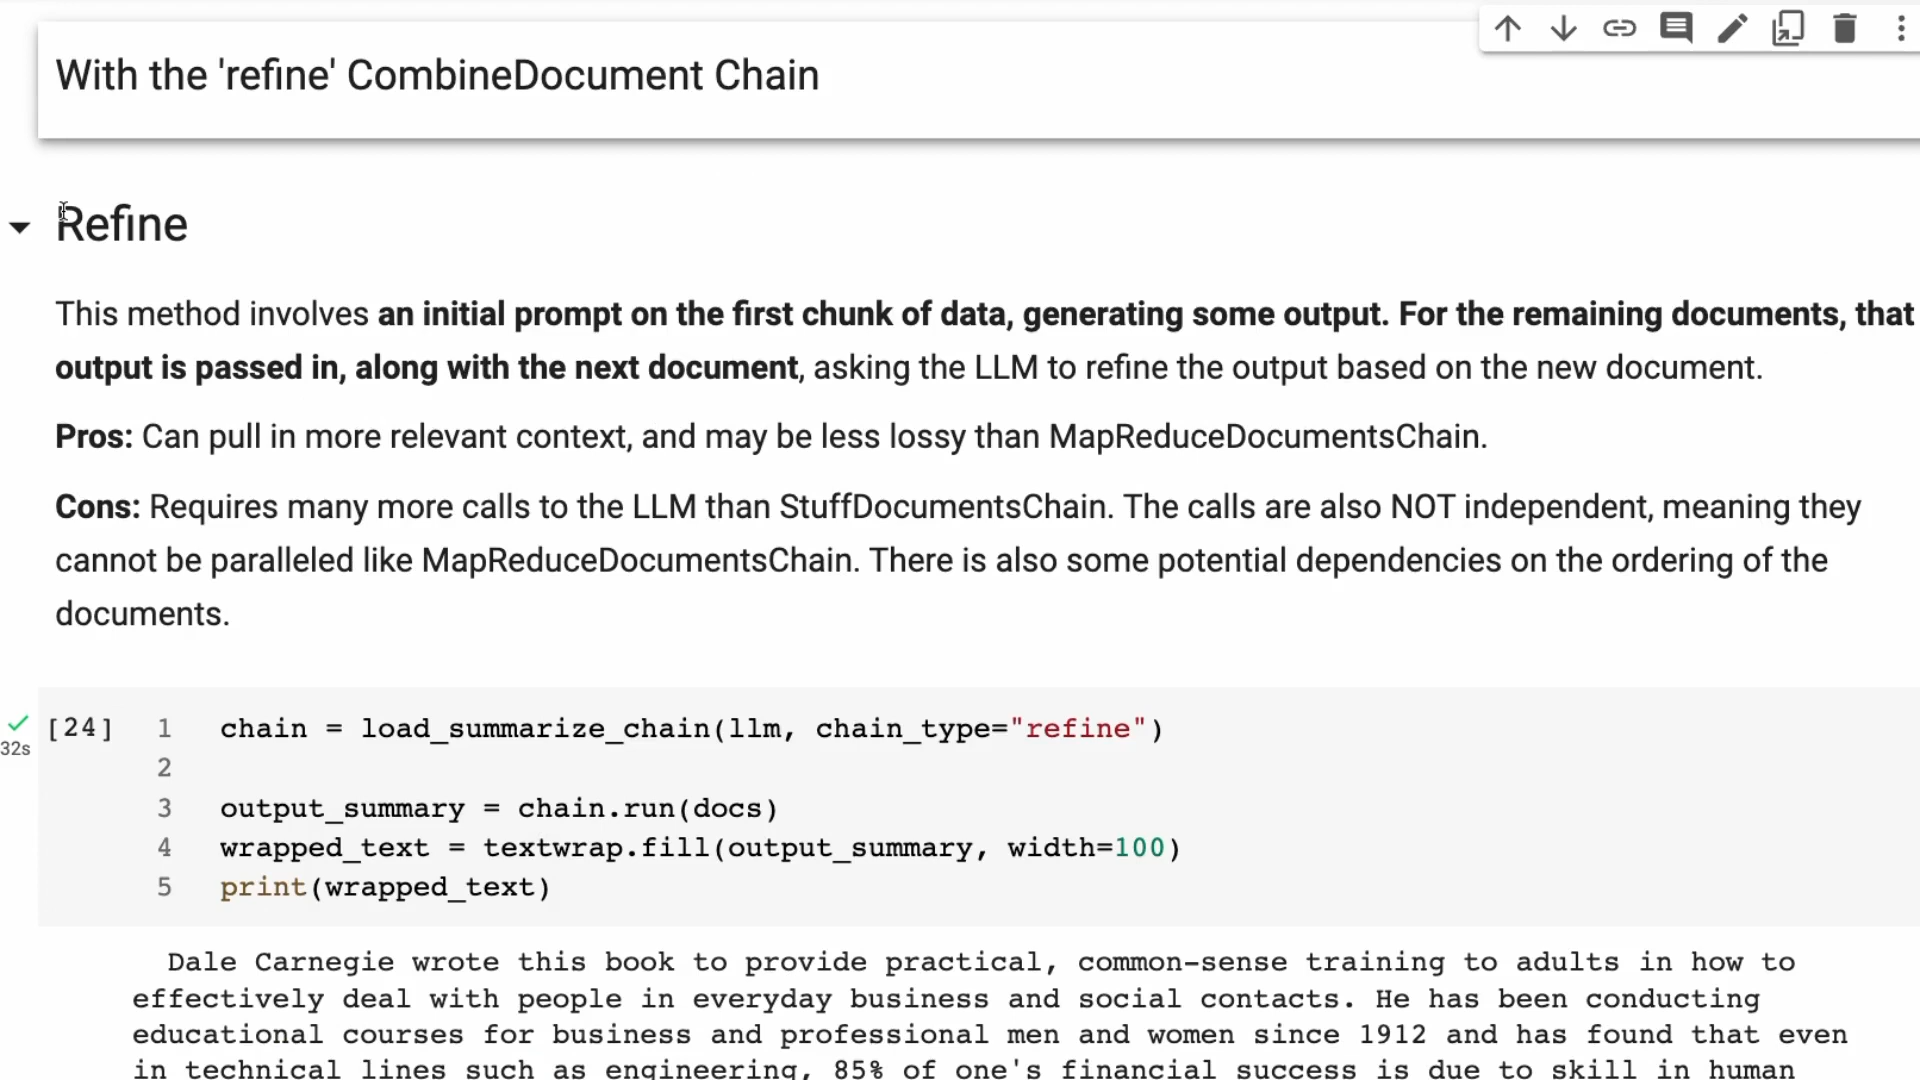 With the 'refine' CombineDocument Chain
Refine
This method involves an initial prompt on the first chunk of data, generating some output. For the remaining documents, that
output is passed in, along with the next document, asking the LLM to refine the output based on the new document.
Pros: Can pull in more relevant context, and may be less lossy than MapReduceDocumentsChain.
Cons: Requires many more calls to the LLM than StuffDocumentsChain. The calls are also NOT independent, meaning they
cannot be paralleled like MapReduceDocumentsChain. There is also some potential dependencies on the ordering of the
documents.
[24] 1 chain = load_summarize_chain(llm, chain_type="refine")
32s
2
3 output_summary = chain.run(docs)
4 wrapped_text = textwrap.fill(output_summary, width=100)
5 print(wrapped_text)
Dale Carnegie wrote this book to provide practical, common-sense training to adults in how to
effectively deal with people in everyday business and social contacts. He has been conducting
educational courses for business and professional men and women since 1912 and has found that even
in technical lines such as engineering, 85% of one's financial success is due to skill in human